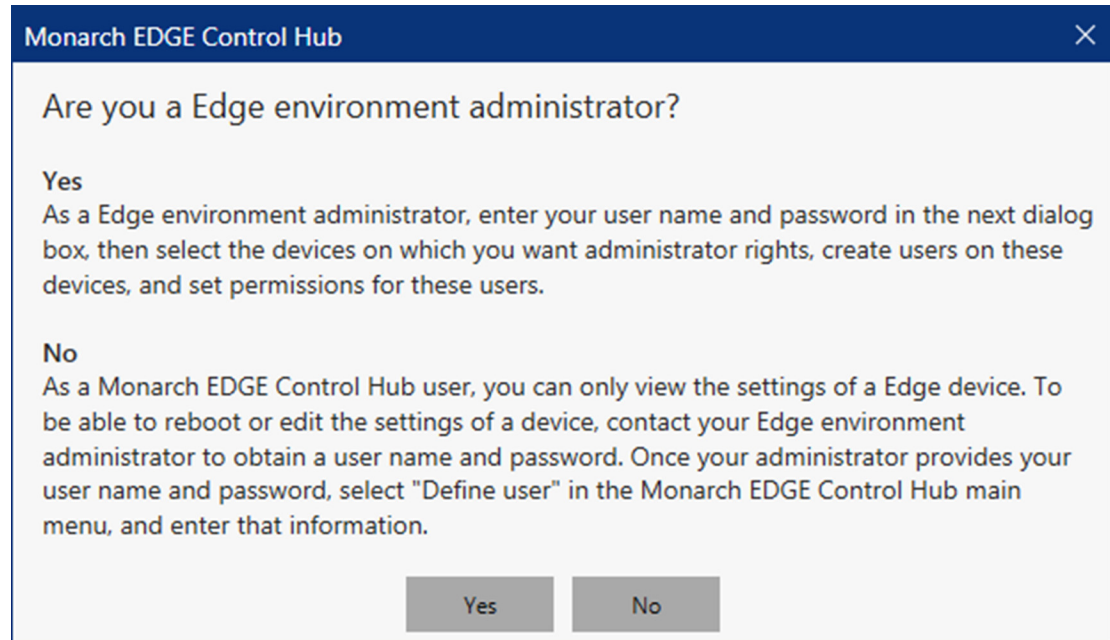 Monarch EDGE Control Hub
Are you a Edge environment administrator?
Yes
As a Edge environment administrator, enter your user name and password in the next dialog
box, then select the devices on which you want administrator rights, create users on these
devices, and set permissions for these users.
No
As a Monarch EDGE Control Hub user, you can only view the settings of a Edge device. To
be able to reboot or edit the settings of a device, contact your Edge environment
administrator to obtain a user name and password. Once your administrator provides your
user name and password, select "Define user" in the Monarch EDGE Control Hub main
menu, and enter that information.
Yes
No